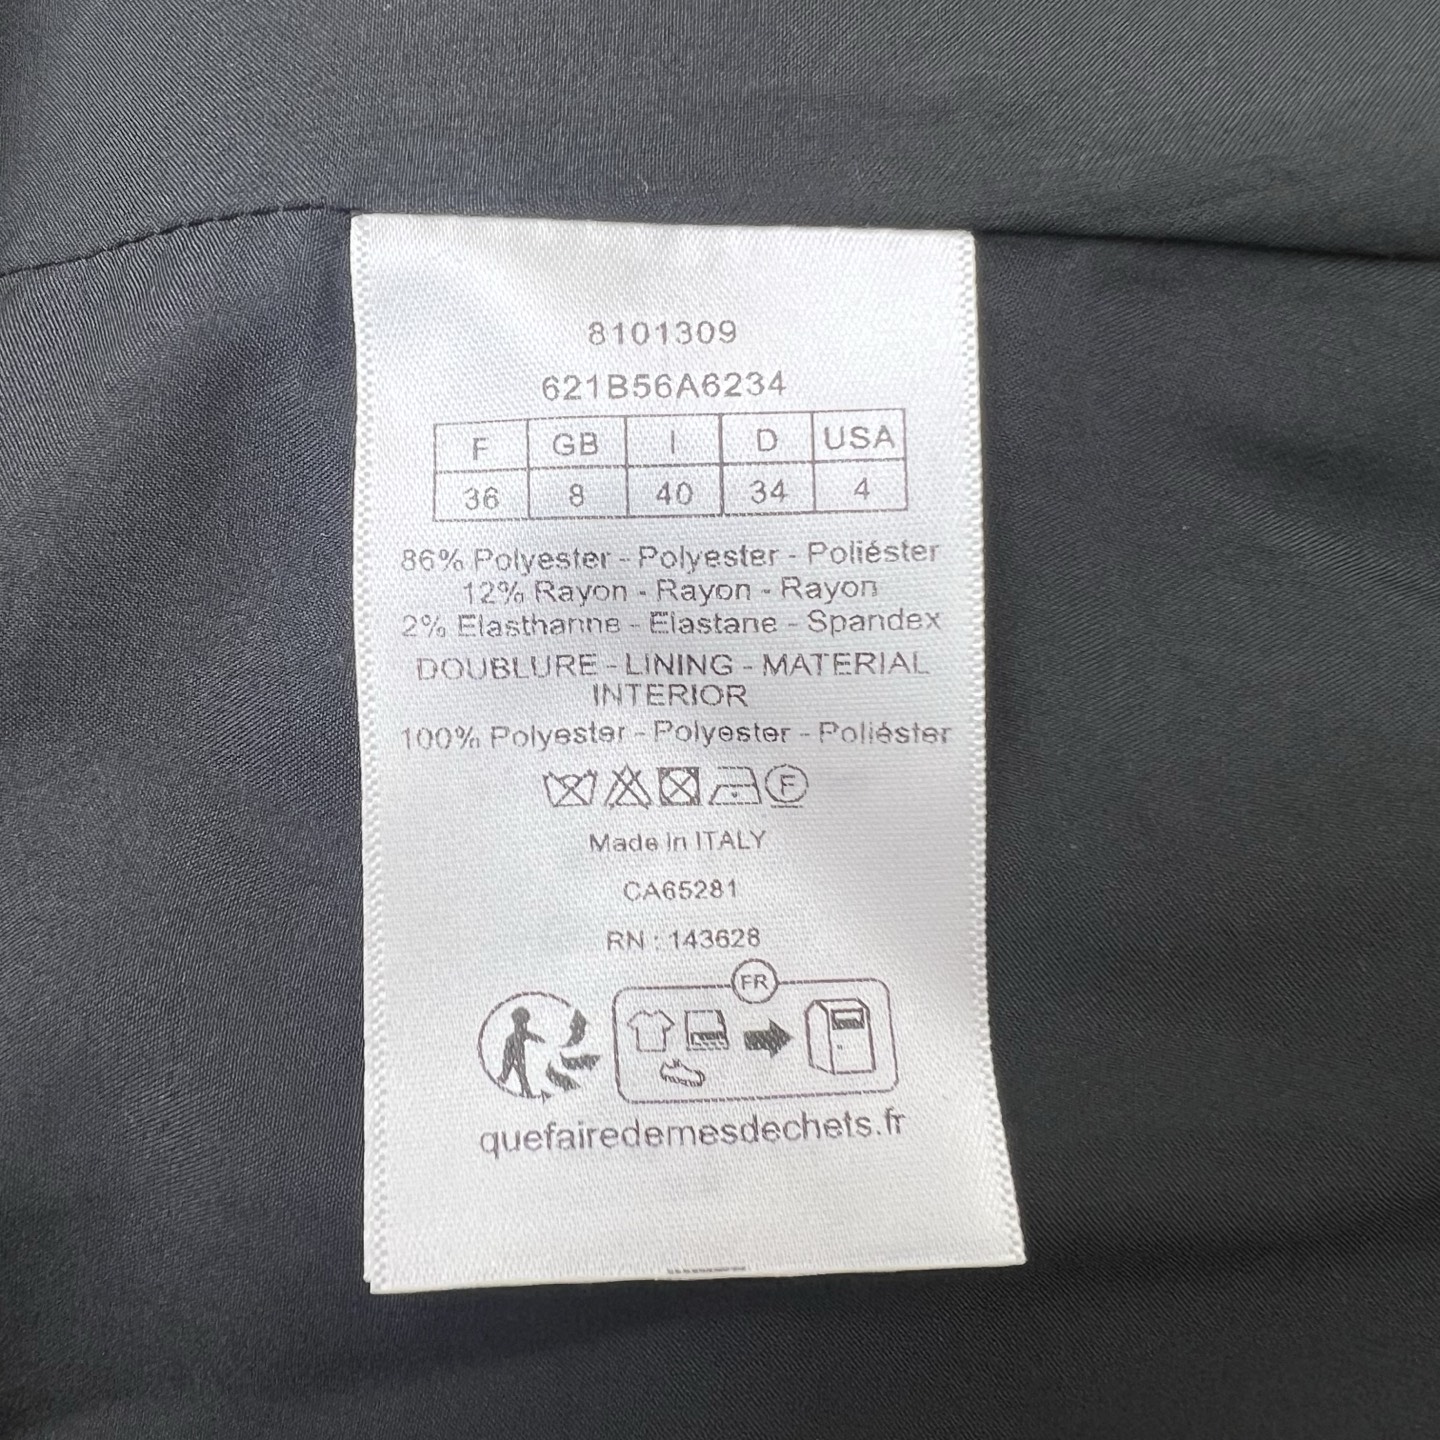 8101309
621B56A6234
F GB I D USA
36 8 40 34 4
86% Polyester - Polyester - Poliéster
12% Rayon - Rayon - Rayon
2% Elasthanne - Elastane - Spandex
DOUBLURE - LINING - MATERIAL
INTERIOR
100% Polyester - Polyester - Poliéster
F
Made in ITALY
CA65281
RN : 143628
FR
quefairedemesdechets.fr